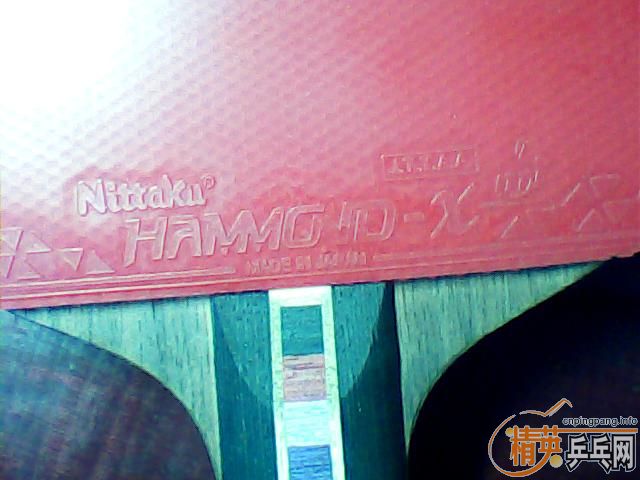 I.T.T.F.A.A.
Nittaku®
HAMMOND-X
MADE IN JAPAN
cnpingpang.info
精英乒乓网